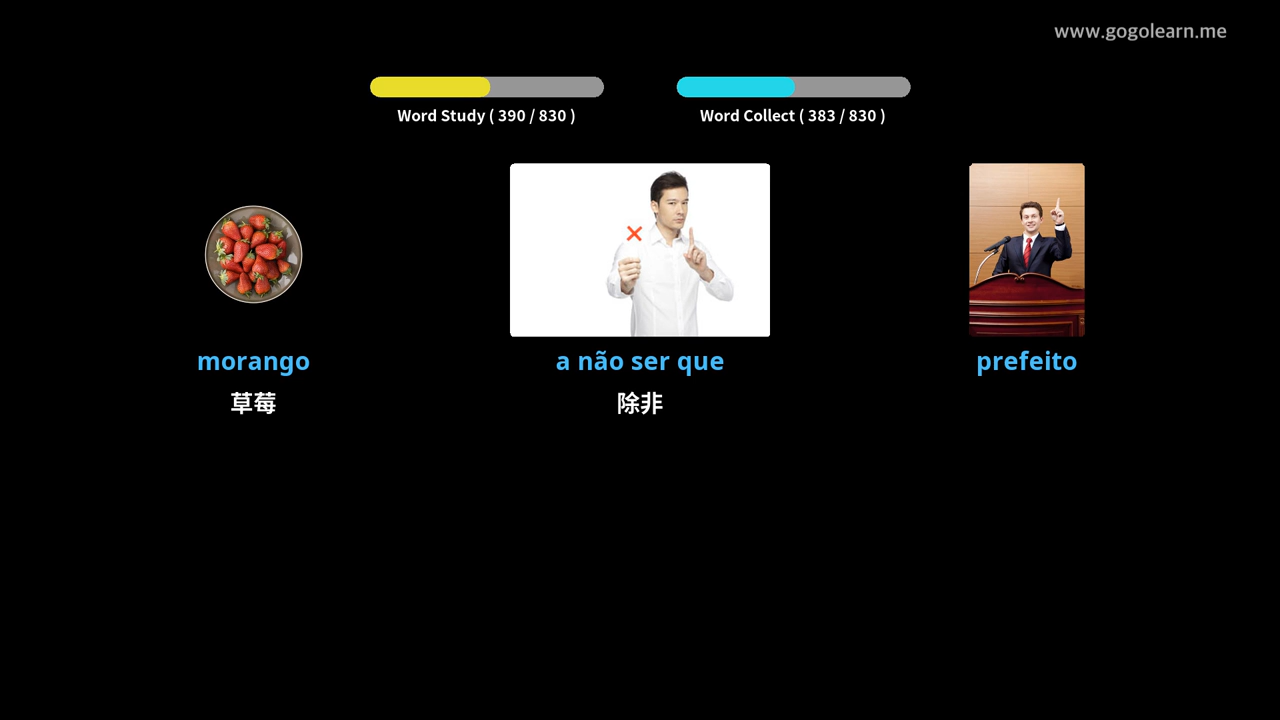 www.gogolearn.me
Word Study ( 390 / 830 )
Word Collect ( 383 / 830 )
morango
a não ser que
prefeito
草莓
除非